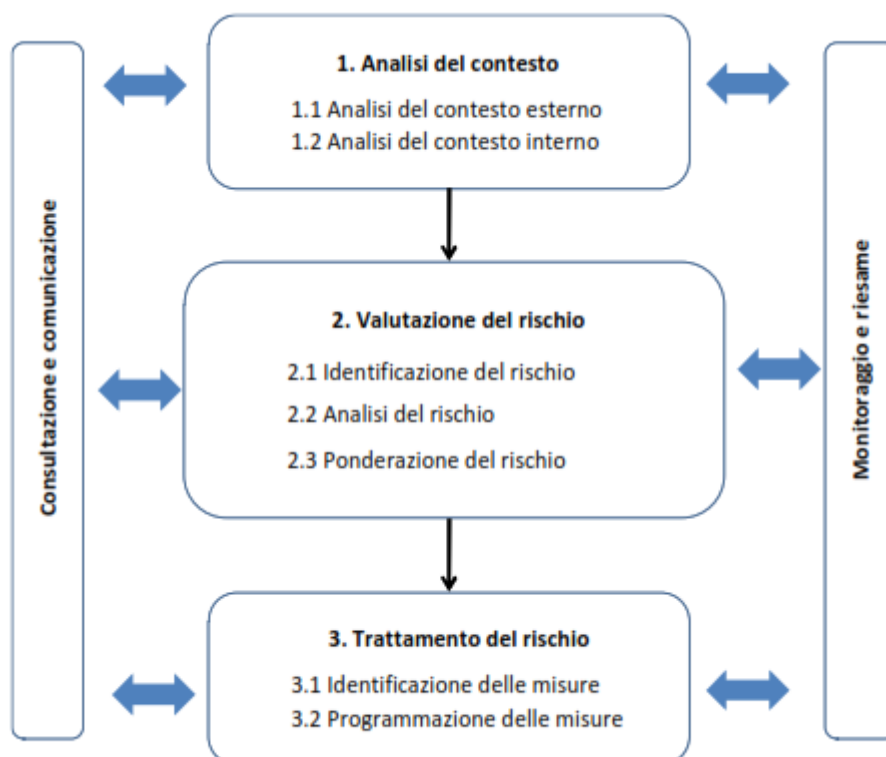 Consultazione e comunicazione
1. Analisi del contesto
1.1 Analisi del contesto esterno
1.2 Analisi del contesto interno
2. Valutazione del rischio
2.1 Identificazione del rischio
2.2 Analisi del rischio
2.3 Ponderazione del rischio
3. Trattamento del rischio
3.1 Identificazione delle misure
3.2 Programmazione delle misure
Monitoraggio e riesame